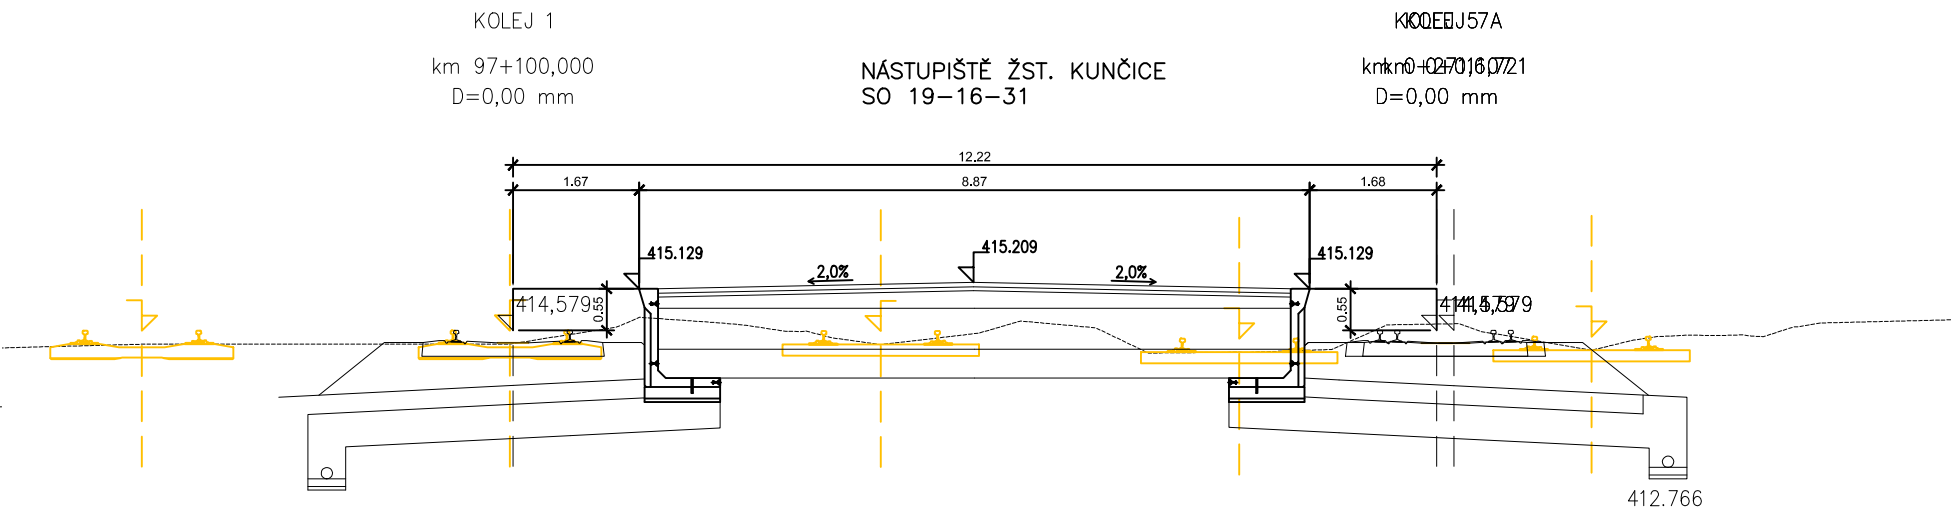 KOLEJ 1
km 97+100,000
D=0,00 mm
NÁSTUPIŠTĚ ŽST. KUNČICE
SO 19-16-31
D=0,00 mm
12.22
1.67
8.87
1.68
415.129
415.209
415.129
2,0%
2,0%
414,579
0.55
0.55
412.766